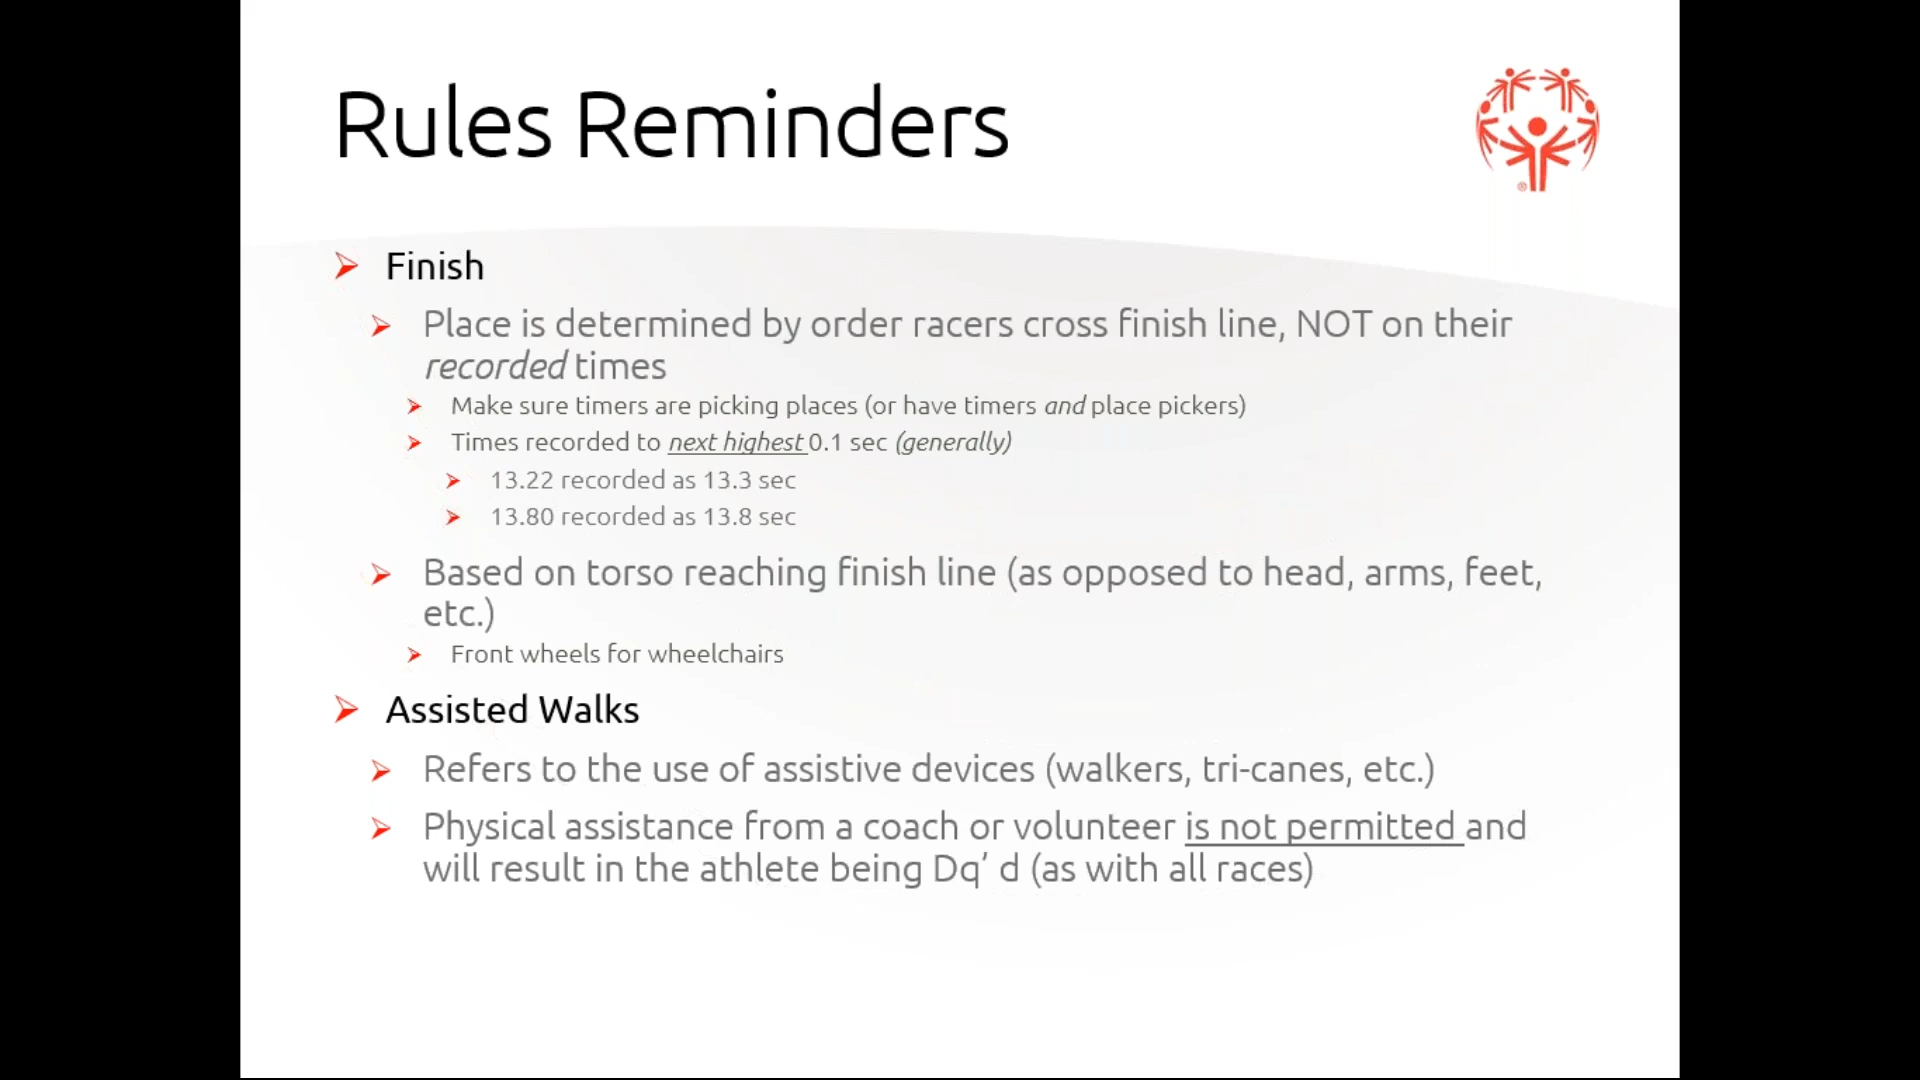 Rules Reminders
Finish
Place is determined by order racers cross finish line, NOT on their
recorded times
Make sure timers are picking places (or have timers and place pickers)
Times recorded to next highest 0.1 sec (generally)
13.22 recorded as 13.3 sec
13.80 recorded as 13.8 sec
Based on torso reaching finish line (as opposed to head, arms, feet,
etc.)
Front wheels for wheelchairs
Assisted Walks
Refers to the use of assistive devices (walkers, tri-canes, etc.)
Physical assistance from a coach or volunteer is not permitted and
will result in the athlete being Dq’ d (as with all races)